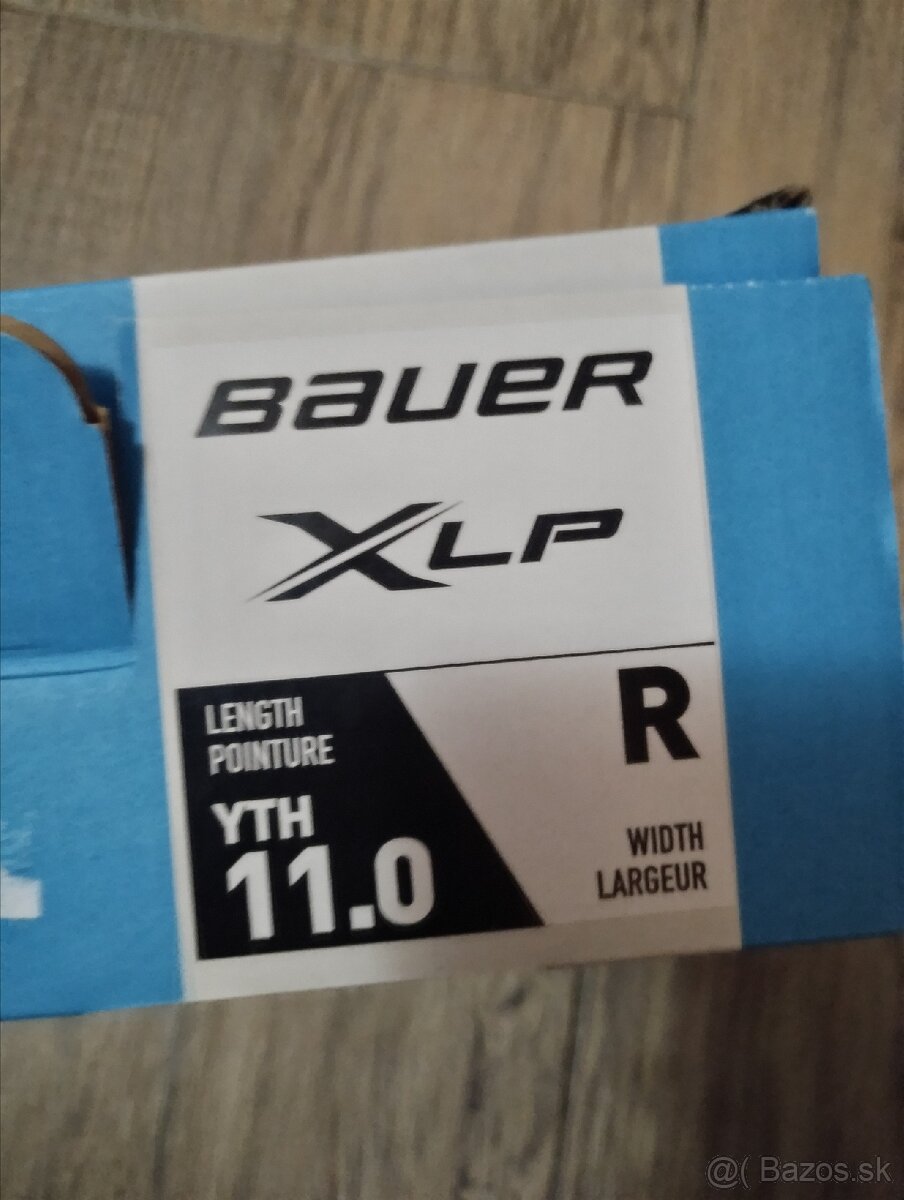 BAUER
XLP
LENGTH
POINTURE
YTH
11.0
R
WIDTH
LARGEUR
@( Bazos.sk